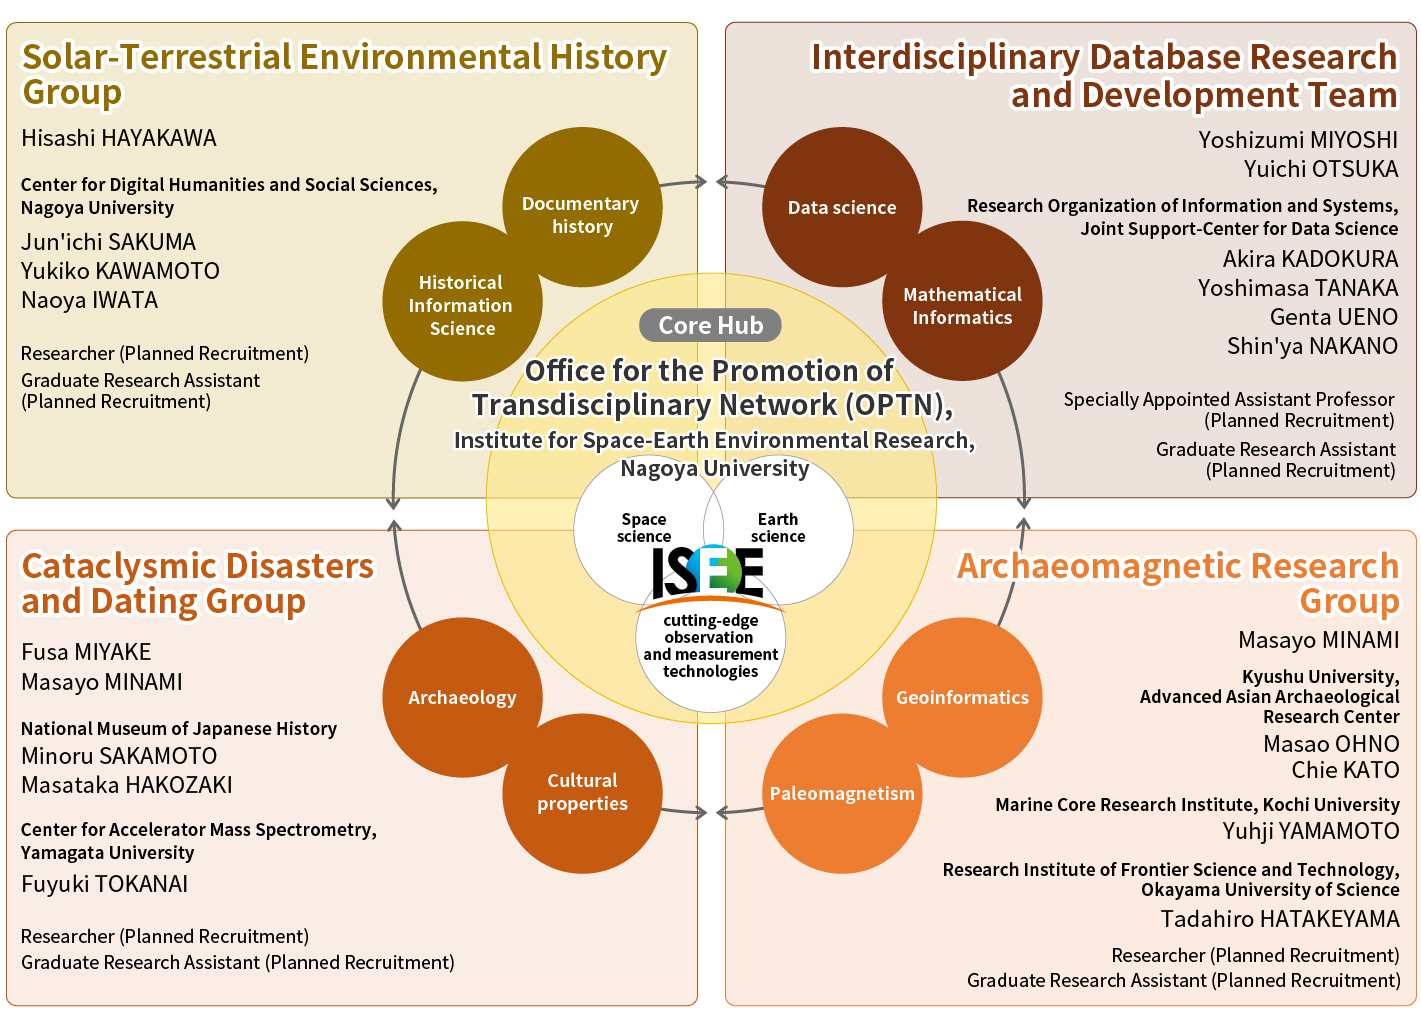 Solar-Terrestrial Environmental History
Group
Hisashi HAYAKAWA
Center for Digital Humanities and Social Sciences,
Nagoya University
Jun'ichi SAKUMA
Yukiko KAWAMOTO
Naoya IWATA
Researcher (Planned Recruitment)
Graduate Research Assistant
(Planned Recruitment)
Documentary
history
Historical
Information
Science
Interdisciplinary Database Research
and Development Team
Yoshizumi MIYOSHI
Yuichi OTSUKA
Research Organization of Information and Systems,
Joint Support-Center for Data Science
Akira KADOKURA
Yoshimasa TANAKA
Genta UENO
Shin'ya NAKANO
Specially Appointed Assistant Professor
(Planned Recruitment)
Graduate Research Assistant
(Planned Recruitment)
Data science
Mathematical
Informatics
Core Hub
Office for the Promotion of
Transdisciplinary Network (OPTN),
Institute for Space-Earth Environmental Research,
Nagoya University
Space
science
Earth
science
ISEE
cutting-edge
observation
and measurement
technologies
Cataclysmic Disasters
and Dating Group
Fusa MIYAKE
Masayo MINAMI
National Museum of Japanese History
Minoru SAKAMOTO
Masataka HAKOZAKI
Center for Accelerator Mass Spectrometry,
Yamagata University
Fuyuki TOKANAI
Researcher (Planned Recruitment)
Graduate Research Assistant (Planned Recruitment)
Archaeology
Cultural
properties
Archaeomagnetic Research
Group
Masayo MINAMI
Kyushu University,
Advanced Asian Archaeological
Research Center
Masao OHNO
Chie KATO
Marine Core Research Institute, Kochi University
Yuhji YAMAMOTO
Research Institute of Frontier Science and Technology,
Okayama University of Science
Tadahiro HATAKEYAMA
Researcher (Planned Recruitment)
Graduate Research Assistant (Planned Recruitment)
Geoinformatics
Paleomagnetism